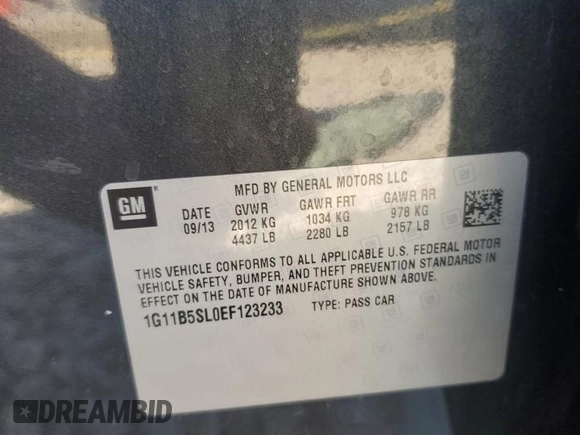 MFD BY GENERAL MOTORS LLC
GM ®
DATE GVWR GAWR FRT GAWR RR
09/13 2012 KG 1034 KG 978 KG
4437 LB 2280 LB 2157 LB
THIS VEHICLE CONFORMS TO ALL APPLICABLE U.S. FEDERAL MOTOR
VEHICLE SAFETY, BUMPER, AND THEFT PREVENTION STANDARDS IN
EFFECT ON THE DATE OF MANUFACTURE SHOWN ABOVE.
1G11B5SL0EF123233 TYPE: PASS CAR
DREAMBID